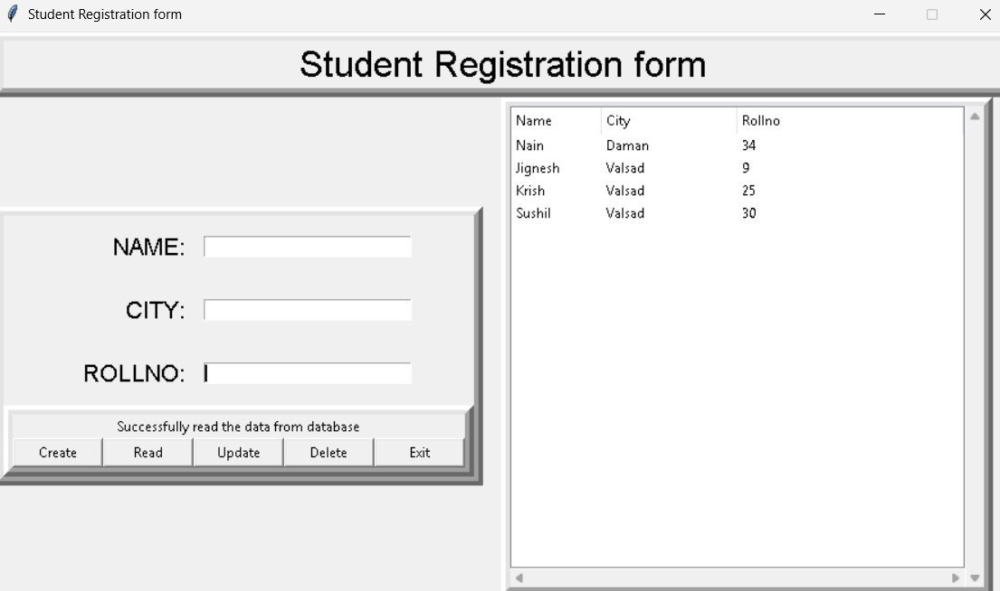 Student Registration form
Student Registration form
NAME:
CITY:
ROLLNO:
Successfully read the data from database
Create Read Update Delete Exit
Name City Rollno
Nain Daman 34
Jignesh Valsad 9
Krish Valsad 25
Sushil Valsad 30